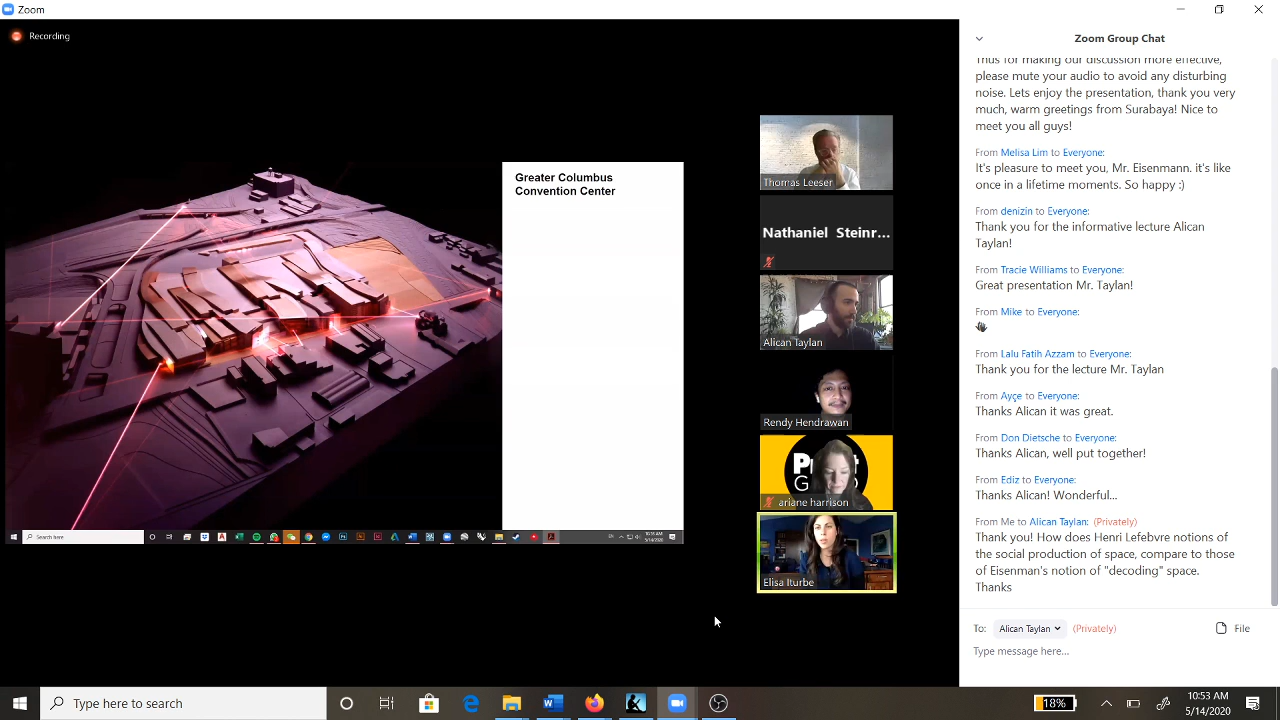 Zoom
Recording
Greater Columbus
Convention Center
Search here
10:53 AM
5/14/2020
Thomas Leeser
Nathaniel Steinr...
Alican Taylan
Rendy Hendrawan
ariane harrison
Elisa Iturbe
Zoom Group Chat
Thus for making our discussion more effective,
please mute your audio to avoid any disturbing
noise. Lets enjoy the presentation, thank you very
much, warm greetings from Surabaya! Nice to
meet you all guys!
From Melisa Lim to Everyone:
It's pleasure to meet you, Mr. Eisenmann. it's like
once in a lifetime moments. So happy :)
From denizin to Everyone:
Thank you for the informative lecture Alican
Taylan!
From Tracie Williams to Everyone:
Great presentation Mr. Taylan!
From Mike to Everyone:
From Lalu Fatih Azzam to Everyone:
Thank you for the lecture Mr. Taylan
From Ayçe to Everyone:
Thanks Alican it was great.
From Don Dietsche to Everyone:
Thanks Alican, well put together!
From Ediz to Everyone:
Thanks Alican! Wonderful...
From Me to Alican Taylan: (Privately)
Thank you! How does Henri Lefebvre notions of
the social production of space, compare to those
of Eisenman's notion of "decoding" space.
Thanks
To: Alican Taylan (Privately)
File
Type message here...
Type here to search
18%